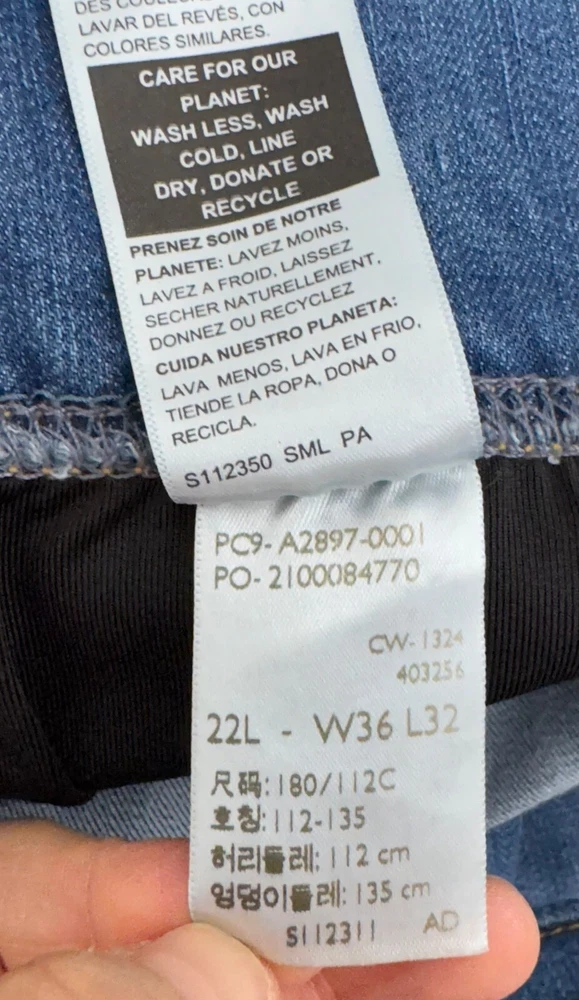 DES COULEURS
LAVAR DEL REVÉS, CON
COLORES SIMILARES.
CARE FOR OUR
PLANET:
WASH LESS, WASH
COLD, LINE
DRY, DONATE OR
RECYCLE
PRENEZ SOIN DE NOTRE
PLANETE: LAVEZ MOINS,
LAVEZ A FROID, LAISSEZ
SECHER NATURELLEMENT,
DONNEZ OU RECYCLEZ
CUIDA NUESTRO PLANETA:
LAVA MENOS, LAVA EN FRIO,
TIENDE LA ROPA, DONA O
RECICLA.
S112350 SML PA
PC9- A2897-0001
PO- 2100084770
CW- 1324
403256
22L - W36 L32
尺码: 180/112C
호칭: 112-135
허리둘레: 112 cm
엉덩이둘레: 135 cm
S112311 AD